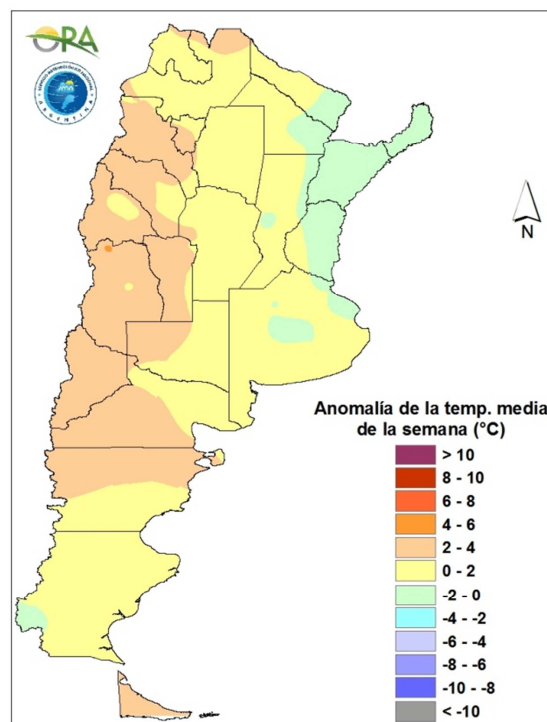 ORA
N
Anomalía de la temp. media
de la semana (°C)
> 10
8 - 10
6 - 8
4 - 6
2 - 4
0 - 2
-2 - 0
-4 - -2
-6 - -4
-8 - -6
-10 - -8
< -10